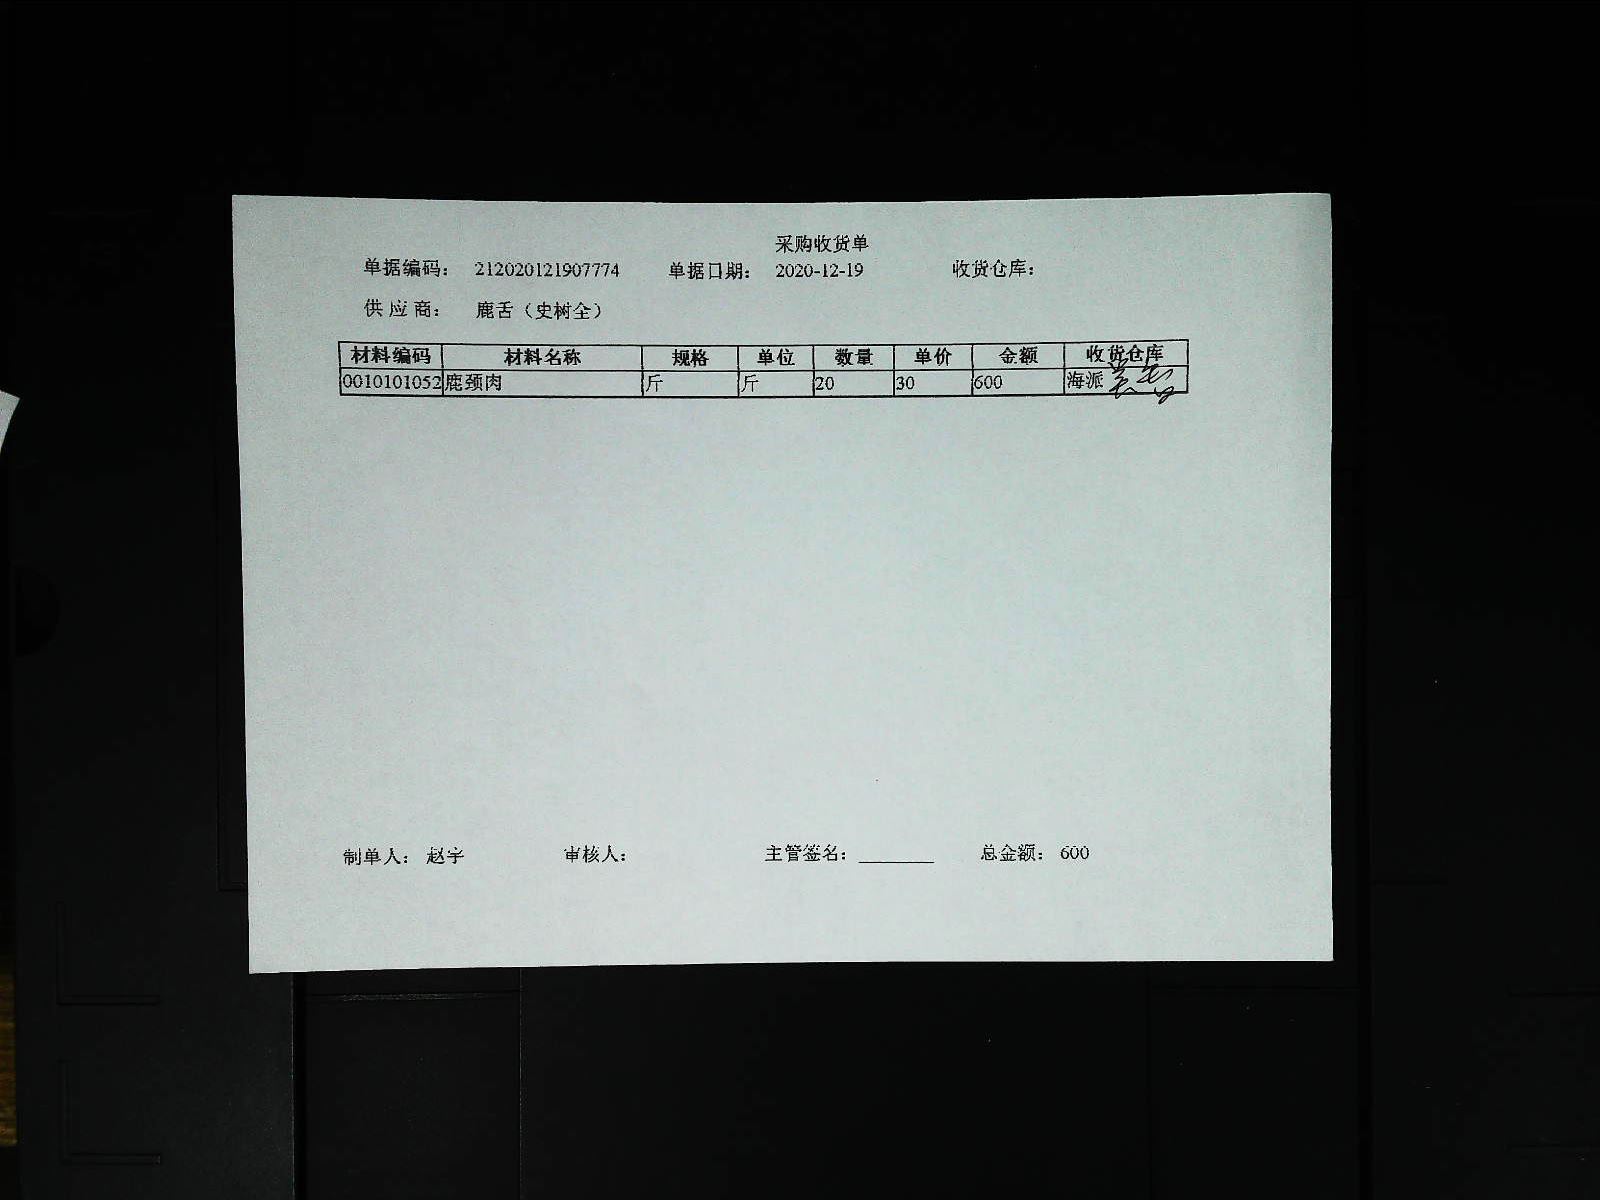 采购收货单
单据编码: 212020121907774 单据日期: 2020-12-19 收货仓库:
供 应 商: 鹿舌（史树全）
材料编码 材料名称 规格 单位 数量 单价 金额 收货仓库
0010101052 鹿颈肉 斤 斤 20 30 600 海派
制单人: 赵宇 审核人: 主管签名: ________ 总金额: 600